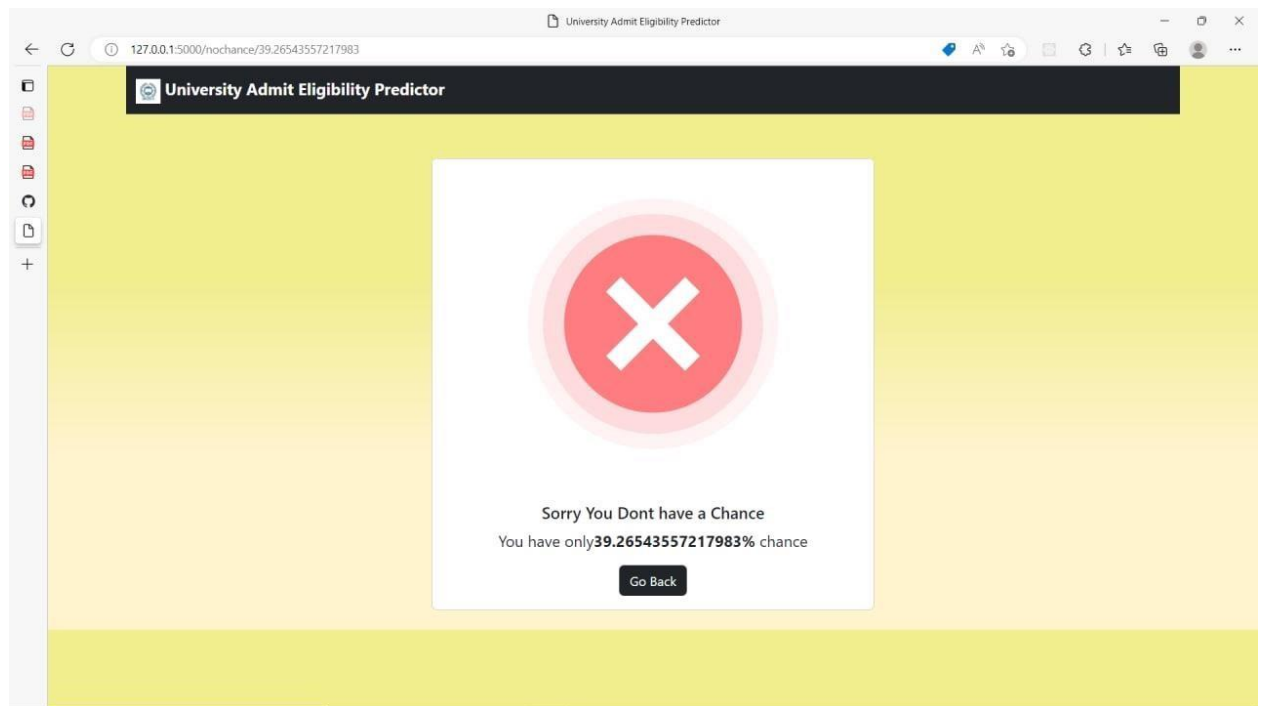 University Admit Eligibility Predictor
127.0.0.1:5000/nochance/39.26543557217983
University Admit Eligibility Predictor
Sorry You Dont have a Chance
You have only39.26543557217983% chance
Go Back